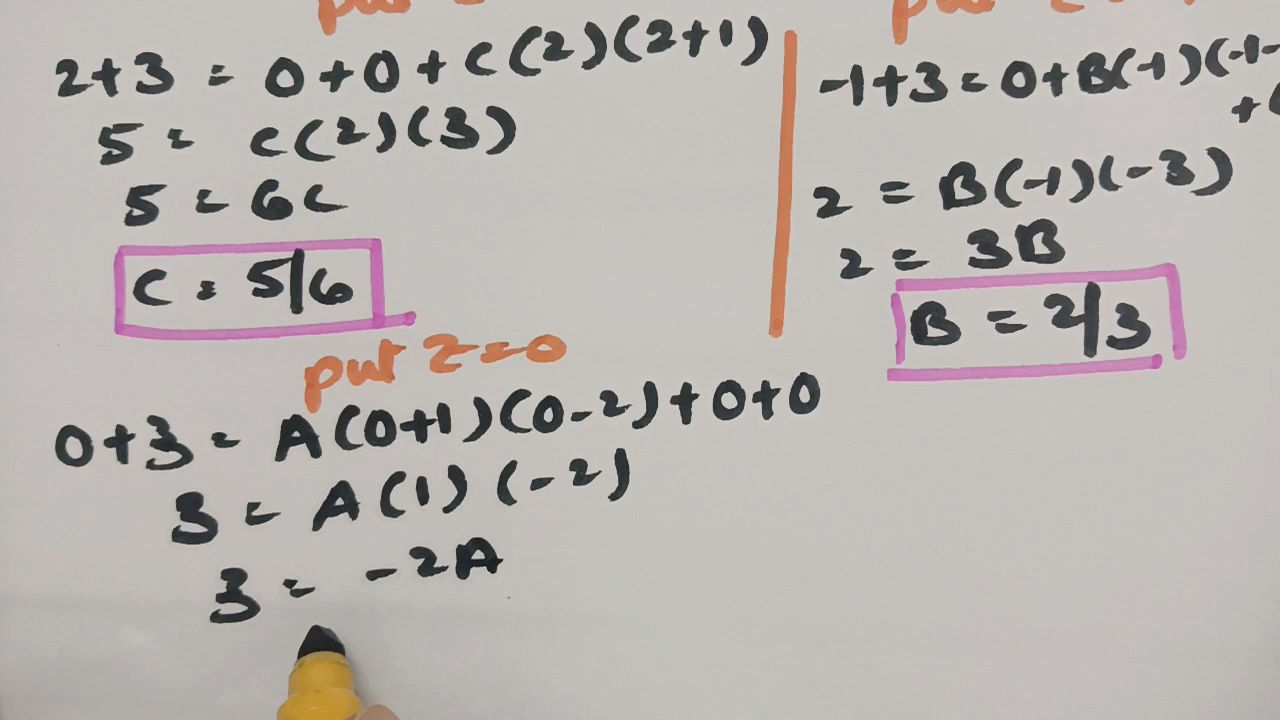 put
2+3 = 0+0+C(2)(2+1)
5 = C(2)(3)
5 = 6C
C = 5/6
put
-1+3=0+B(-1)(-1-
+
2 = B(-1)(-3)
2 = 3B
B = 2/3
put z=0
0+3 = A(0+1)(0-2)+0+0
3 = A(1)(-2)
3 = -2A